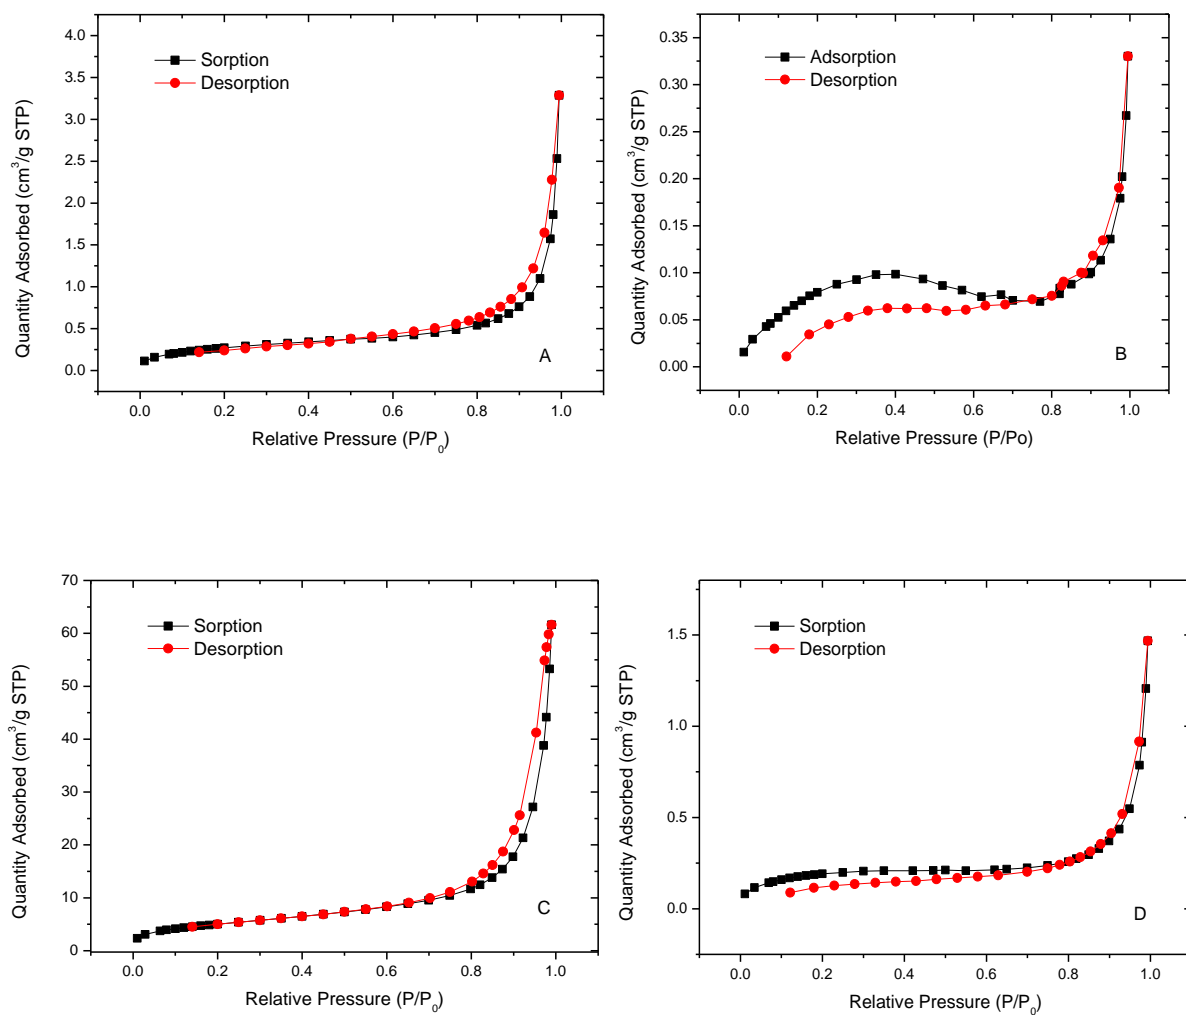 4.0
3.5
3.0
2.5
2.0
1.5
1.0
0.5
0.0
Quantity Adsorbed (cm³/g STP)
Sorption
Desorption
A
0.0 0.2 0.4 0.6 0.8 1.0
Relative Pressure (P/P₀)
0.35
0.30
0.25
0.20
0.15
0.10
0.05
0.00
Quantity Adsorbed (cm³/g STP)
Adsorption
Desorption
B
0.0 0.2 0.4 0.6 0.8 1.0
Relative Pressure (P/Po)
70
60
50
40
30
20
10
0
Quantity Adsorbed (cm³/g STP)
Sorption
Desorption
C
0.0 0.2 0.4 0.6 0.8 1.0
Relative Pressure (P/P₀)
1.5
1.0
0.5
0.0
Quantity Adsorbed (cm³/g STP)
Sorption
Desorption
D
0.0 0.2 0.4 0.6 0.8 1.0
Relative Pressure (P/P₀)